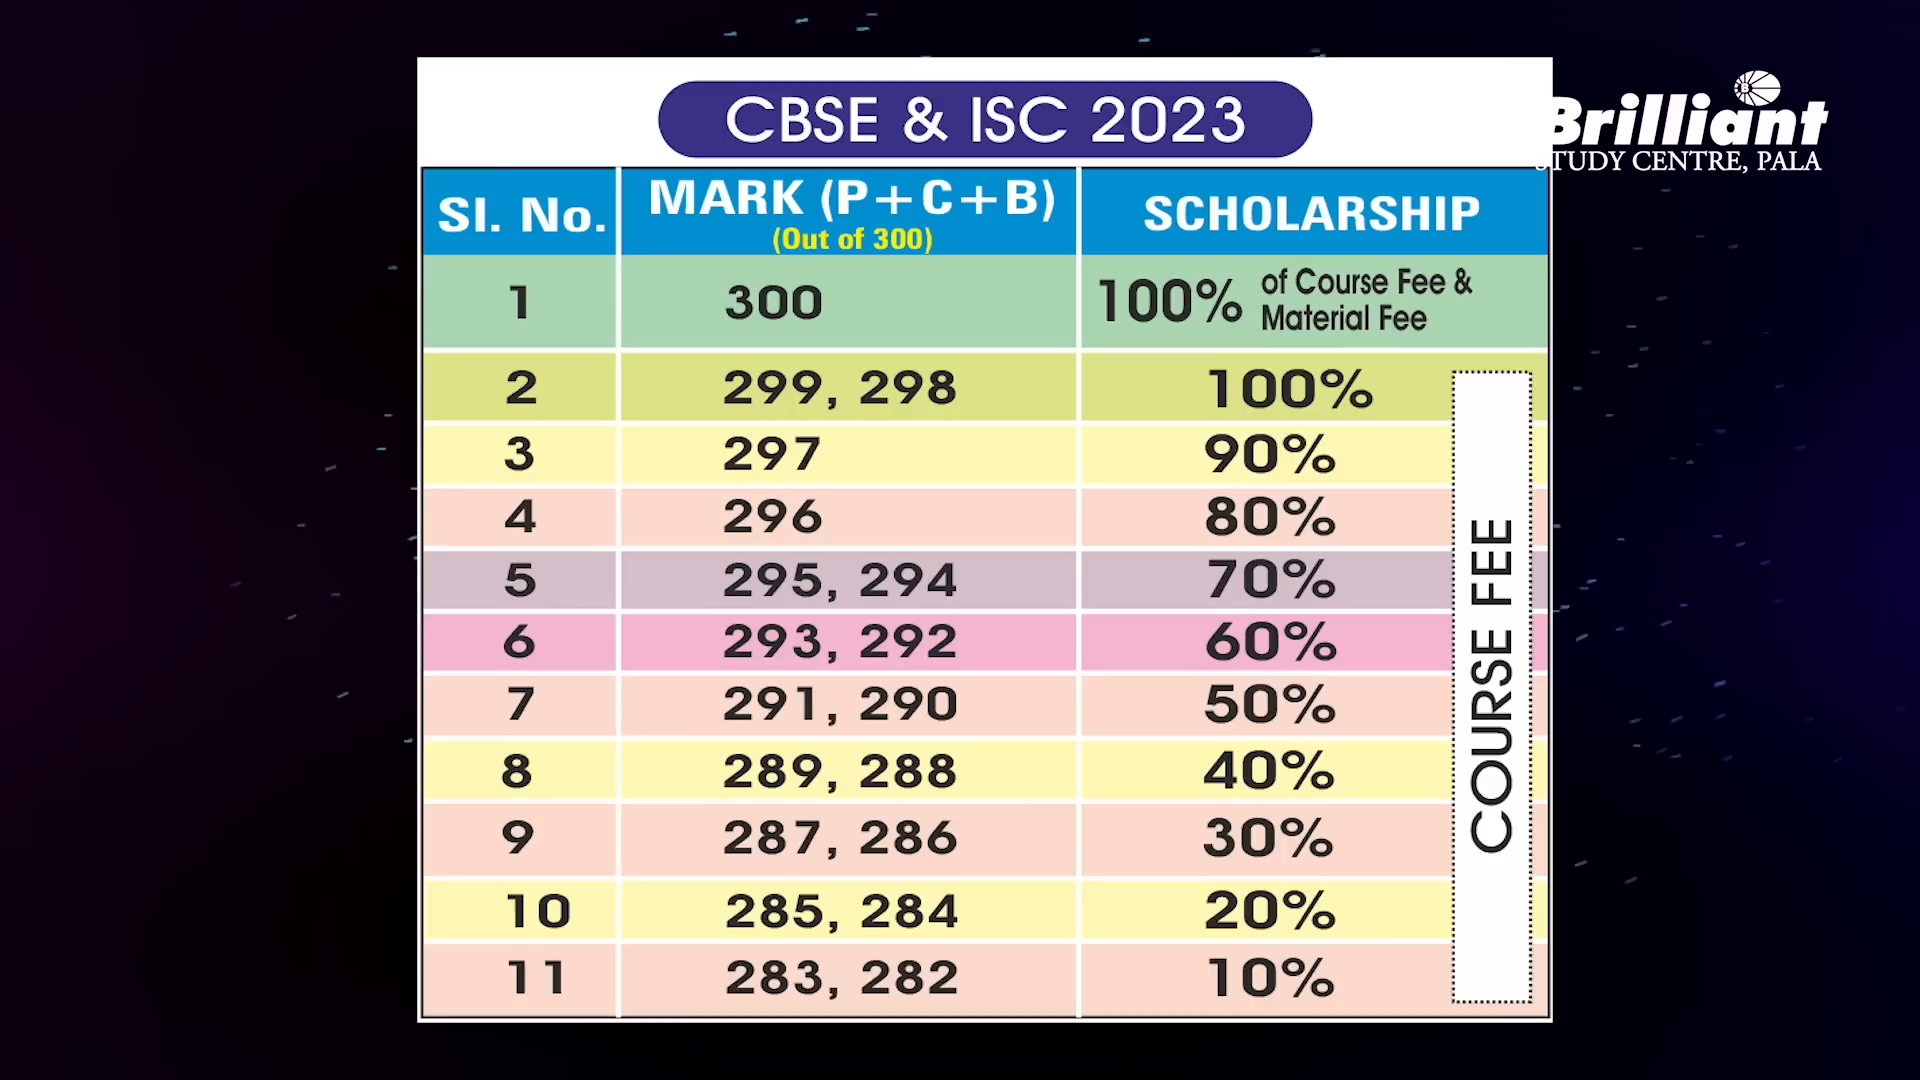 CBSE & ISC 2023
Brilliant
STUDY CENTRE, PALA
Sl. No. MARK (P+C+B) (Out of 300) SCHOLARSHIP
1 300 100% of Course Fee & Material Fee
2 299, 298 100%
3 297 90%
4 296 80%
5 295, 294 70%
6 293, 292 60%
7 291, 290 50%
8 289, 288 40%
9 287, 286 30%
10 285, 284 20%
11 283, 282 10%
COURSE FEE